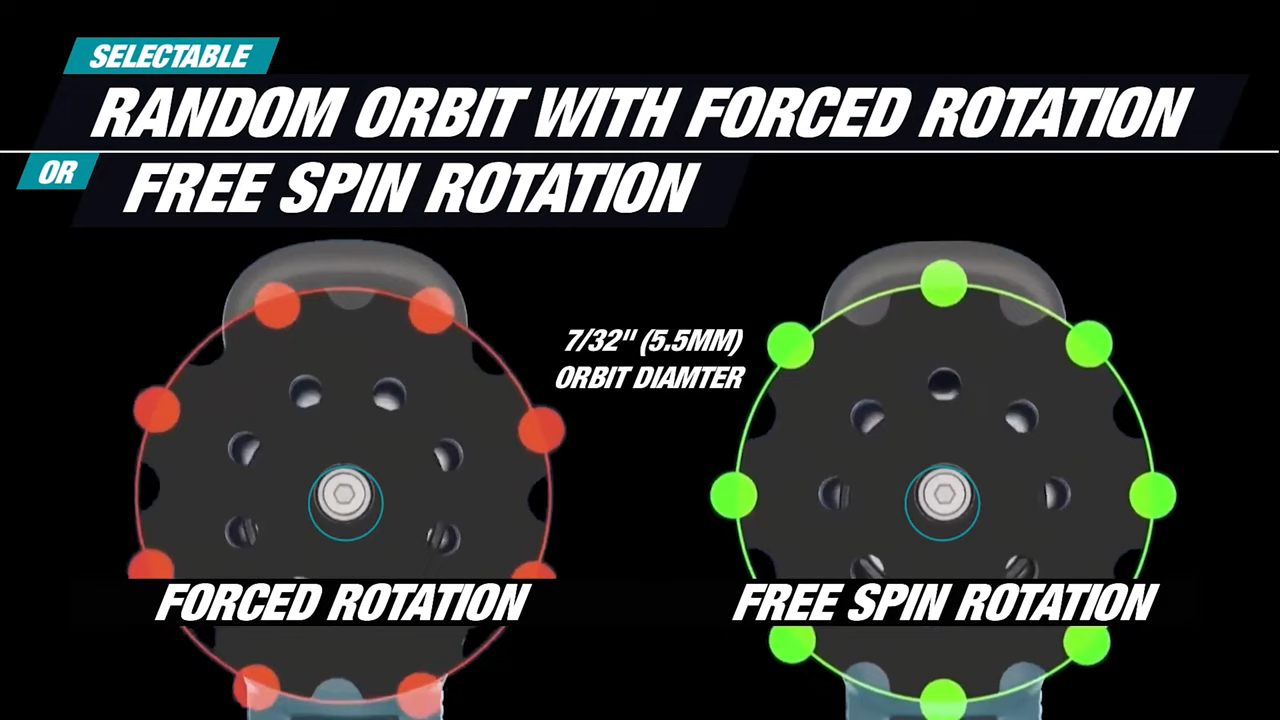 SELECTABLE
RANDOM ORBIT WITH FORCED ROTATION
OR
FREE SPIN ROTATION
7/32" (5.5MM)
ORBIT DIAMTER
FORCED ROTATION
FREE SPIN ROTATION